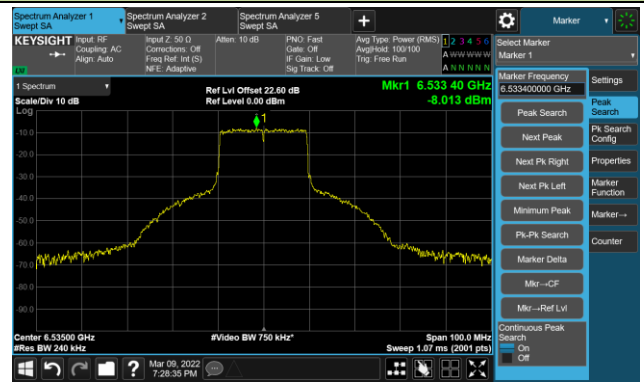 Spectrum Analyzer 1
Swept SA
Spectrum Analyzer 2
Swept SA
Spectrum Analyzer 5
Swept SA
Marker
KEYSIGHT
Input: RF
Coupling: AC
Align: Auto
Input Z: 50 Ω
Corrections: Off
Freq Ref: Int (S)
NFE: Adaptive
Atten: 10 dB
PNO: Fast
Gate: Off
IF Gain: Low
Sig Track: Off
Avg Type: Power (RMS)
Avg|Hold: 100/100
Trig: Free Run
1 2 3 4 5 6
A W W W W W
A N N N N N
Select Marker
Marker 1
1 Spectrum
Scale/Div 10 dB
Ref Lvl Offset 22.60 dB
Ref Level 0.00 dBm
Mkr1 6.533 40 GHz
-8.013 dBm
Log
1
-10.0
-20.0
-30.0
-40.0
-50.0
-60.0
-70.0
-80.0
-90.0
Center 6.53500 GHz
#Res BW 240 kHz
#Video BW 750 kHz*
Span 100.0 MHz
Sweep 1.07 ms (2001 pts)
Marker Frequency
6.533400000 GHz
Peak Search
Next Peak
Next Pk Right
Next Pk Left
Minimum Peak
Pk-Pk Search
Marker Delta
Mkr→CF
Mkr→Ref Lvl
Continuous Peak
Search
On
Off
Settings
Peak
Search
Pk Search
Config
Properties
Marker
Function
Marker→
Counter
Mar 09, 2022
7:28:35 PM